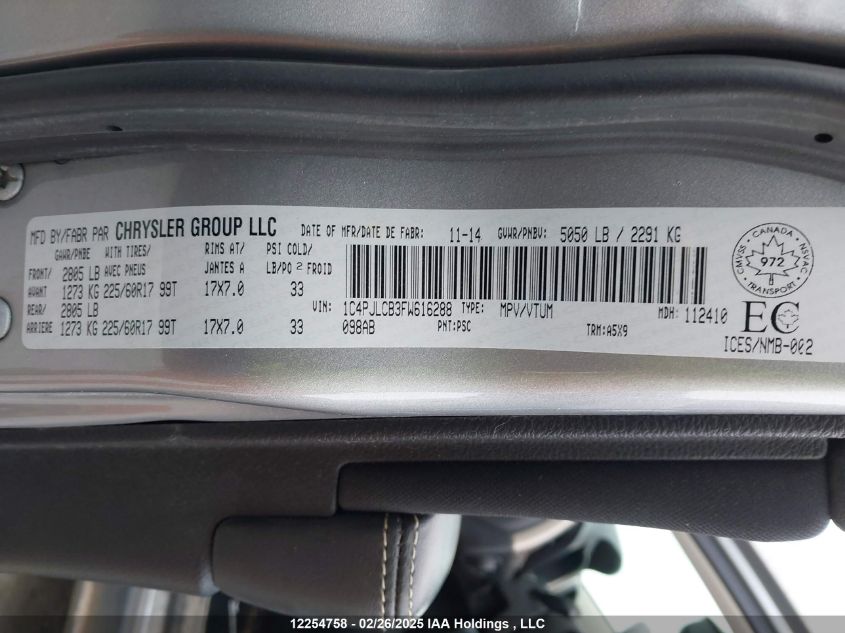 MFD BY/FABR PAR CHRYSLER GROUP LLC DATE OF MFR/DATE DE FABR: 11-14 GVWR/PNBV: 5050 LB / 2291 KG
GAWR/PNBE WITH TIRES/ RIMS AT/ PSI COLD/
FRONT/ 2805 LB AVEC PNEUS JANTES A LB/PO 2 FROID
AVANT 1273 KG 225/60R17 99T 17X7.0 33
REAR/ 2805 LB
ARRIERE 1273 KG 225/60R17 99T 17X7.0 33
VIN: 1C4PJLCB3FW616288 TYPE: MPV/VTUM MDH: 112410
098AB PNT:PSC TRM:A5X9
CANADA
CMVSS 972 NSVAC
TRANSPORT
EC
ICES/NMB-002
12254758 - 02/26/2025 IAA Holdings , LLC